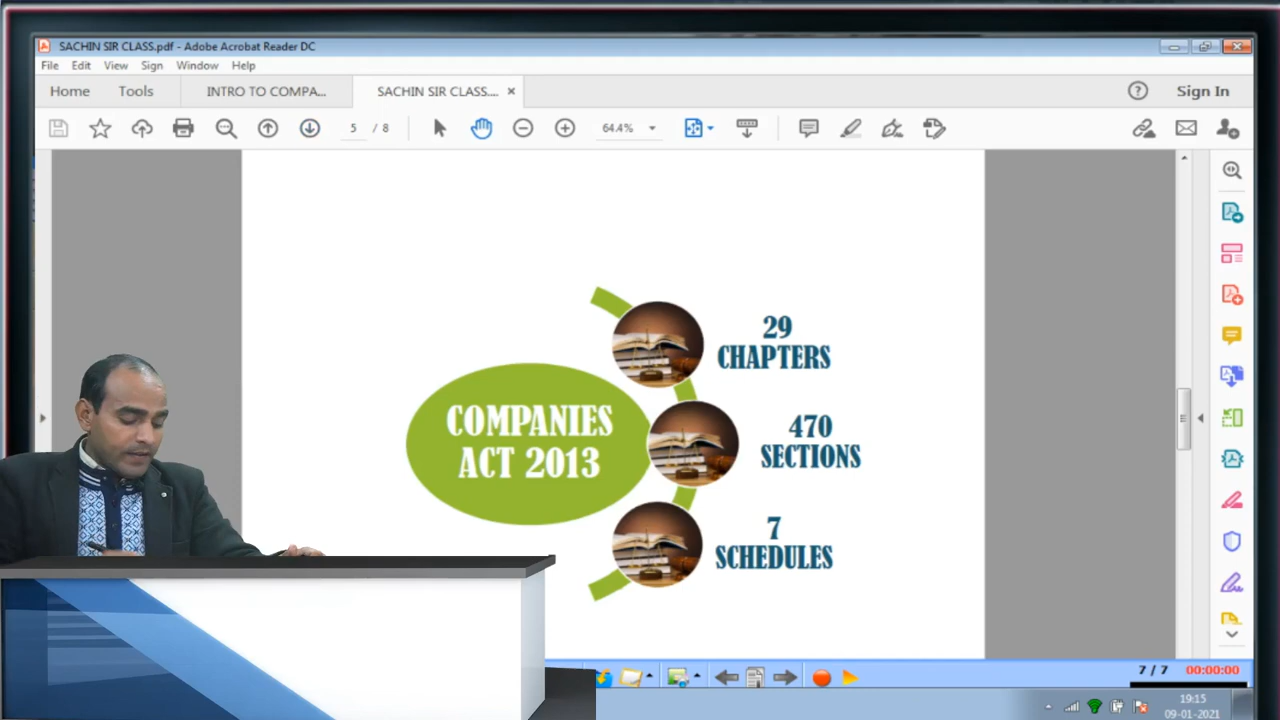 SACHIN SIR CLASS.pdf - Adobe Acrobat Reader DC
File Edit View Sign Window Help
Home Tools INTRO TO COMPA... SACHIN SIR CLASS.... ×
Sign In
5 / 8
64.4%
29
CHAPTERS
COMPANIES
ACT 2013
470
SECTIONS
7
SCHEDULES
7 / 7 00:00:00
19:15
09-01-2021